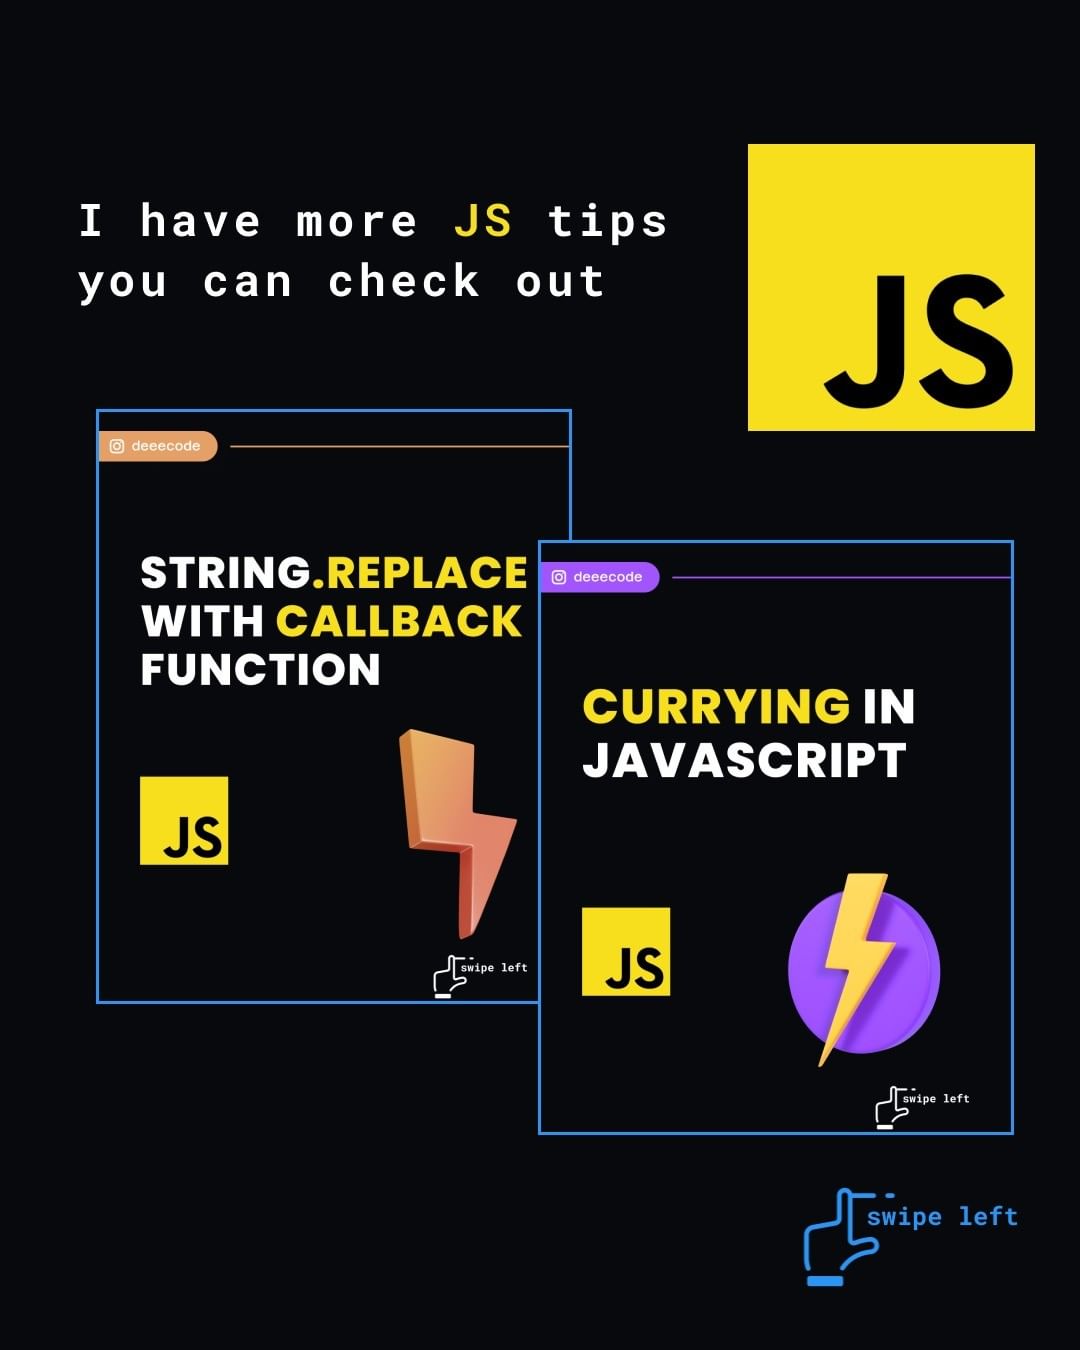 I have more JS tips
you can check out
JS
deeecode
STRING.REPLACE
WITH CALLBACK
FUNCTION
JS
swipe left
deeecode
CURRYING IN
JAVASCRIPT
JS
swipe left
swipe left